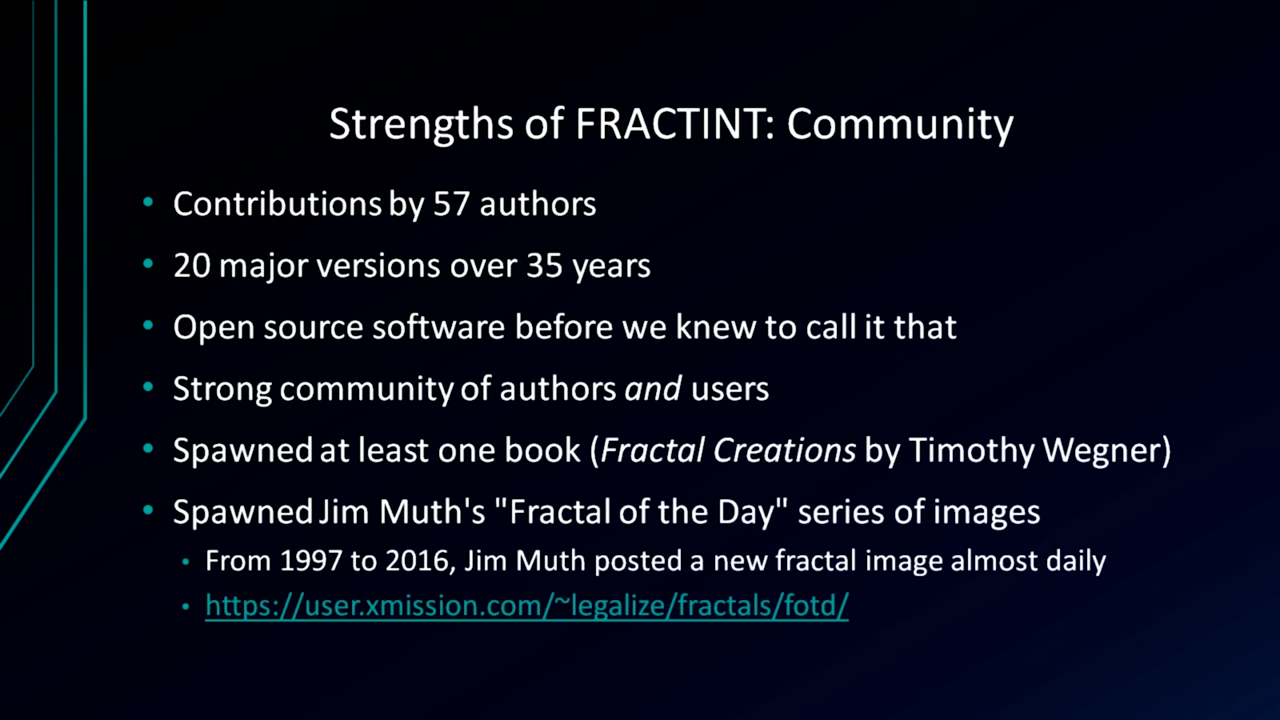 Strengths of FRACTINT: Community
• Contributions by 57 authors
• 20 major versions over 35 years
• Open source software before we knew to call it that
• Strong community of authors and users
• Spawned at least one book (Fractal Creations by Timothy Wegner)
• Spawned Jim Muth's "Fractal of the Day" series of images
• From 1997 to 2016, Jim Muth posted a new fractal image almost daily
• https://user.xmission.com/~legalize/fractals/fotd/